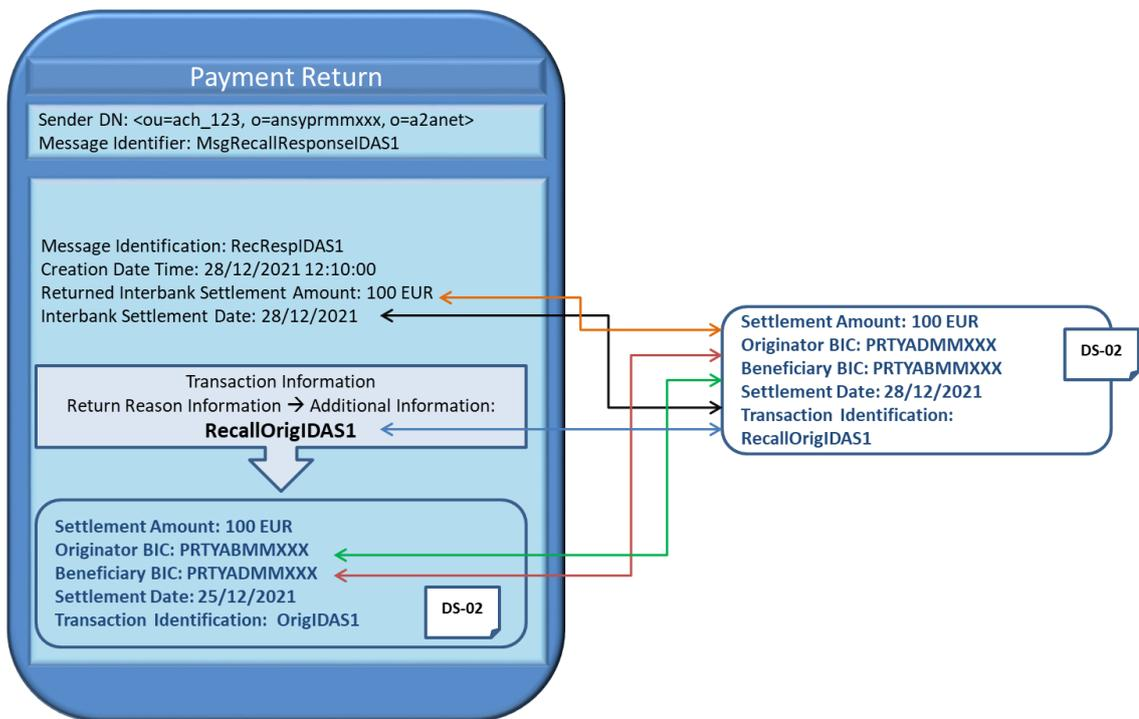 Payment Return
Sender DN: <ou=ach_123, o=ansyprmmxxx, o=a2anet>
Message Identifier: MsgRecallResponseIDAS1
Message Identification: RecRespIDAS1
Creation Date Time: 28/12/2021 12:10:00
Returned Interbank Settlement Amount: 100 EUR
Interbank Settlement Date: 28/12/2021
Transaction Information
Return Reason Information → Additional Information:
RecallOrigIDAS1
Settlement Amount: 100 EUR
Originator BIC: PRTYABMMXXX
Beneficiary BIC: PRTYADMMXXX
Settlement Date: 25/12/2021
Transaction Identification: OrigIDAS1
DS-02
Settlement Amount: 100 EUR
Originator BIC: PRTYADMMXXX
Beneficiary BIC: PRTYABMMXXX
Settlement Date: 28/12/2021
Transaction Identification:
RecallOrigIDAS1
DS-02